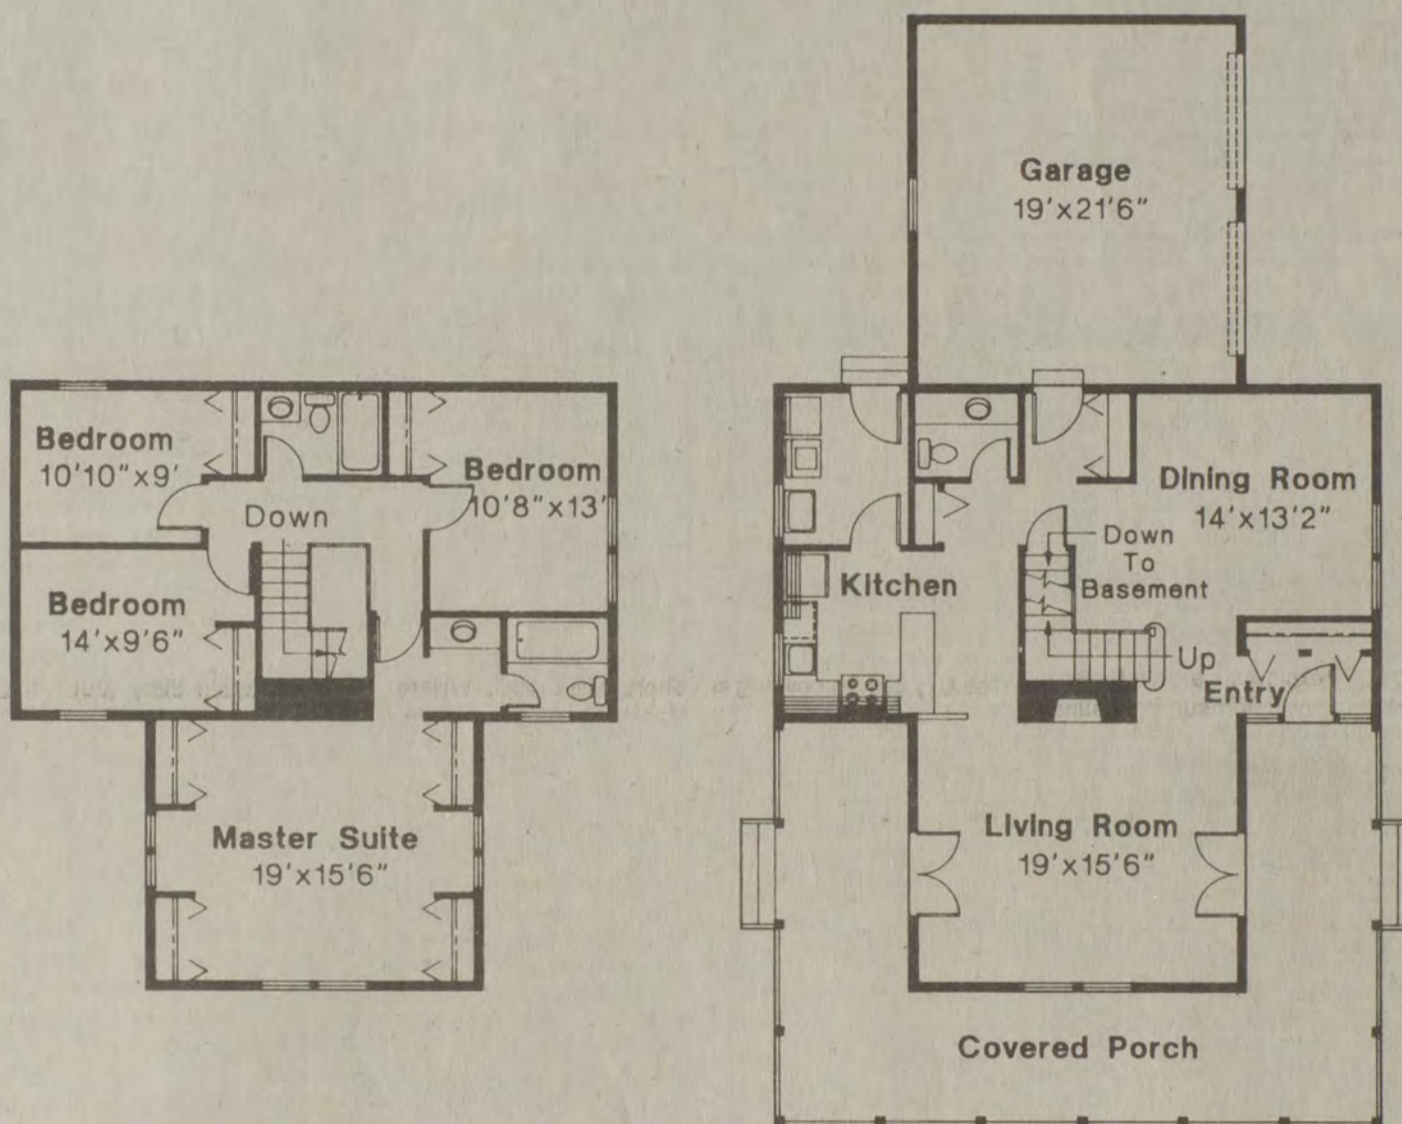 Garage
19'x21'6"
Bedroom
10'10"x9'
Bedroom
10'8"x13'
Down
Bedroom
14'x9'6"
Master Suite
19'x15'6"
Dining Room
14'x13'2"
Down
To
Basement
Kitchen
Up
Entry
Living Room
19'x15'6"
Covered Porch